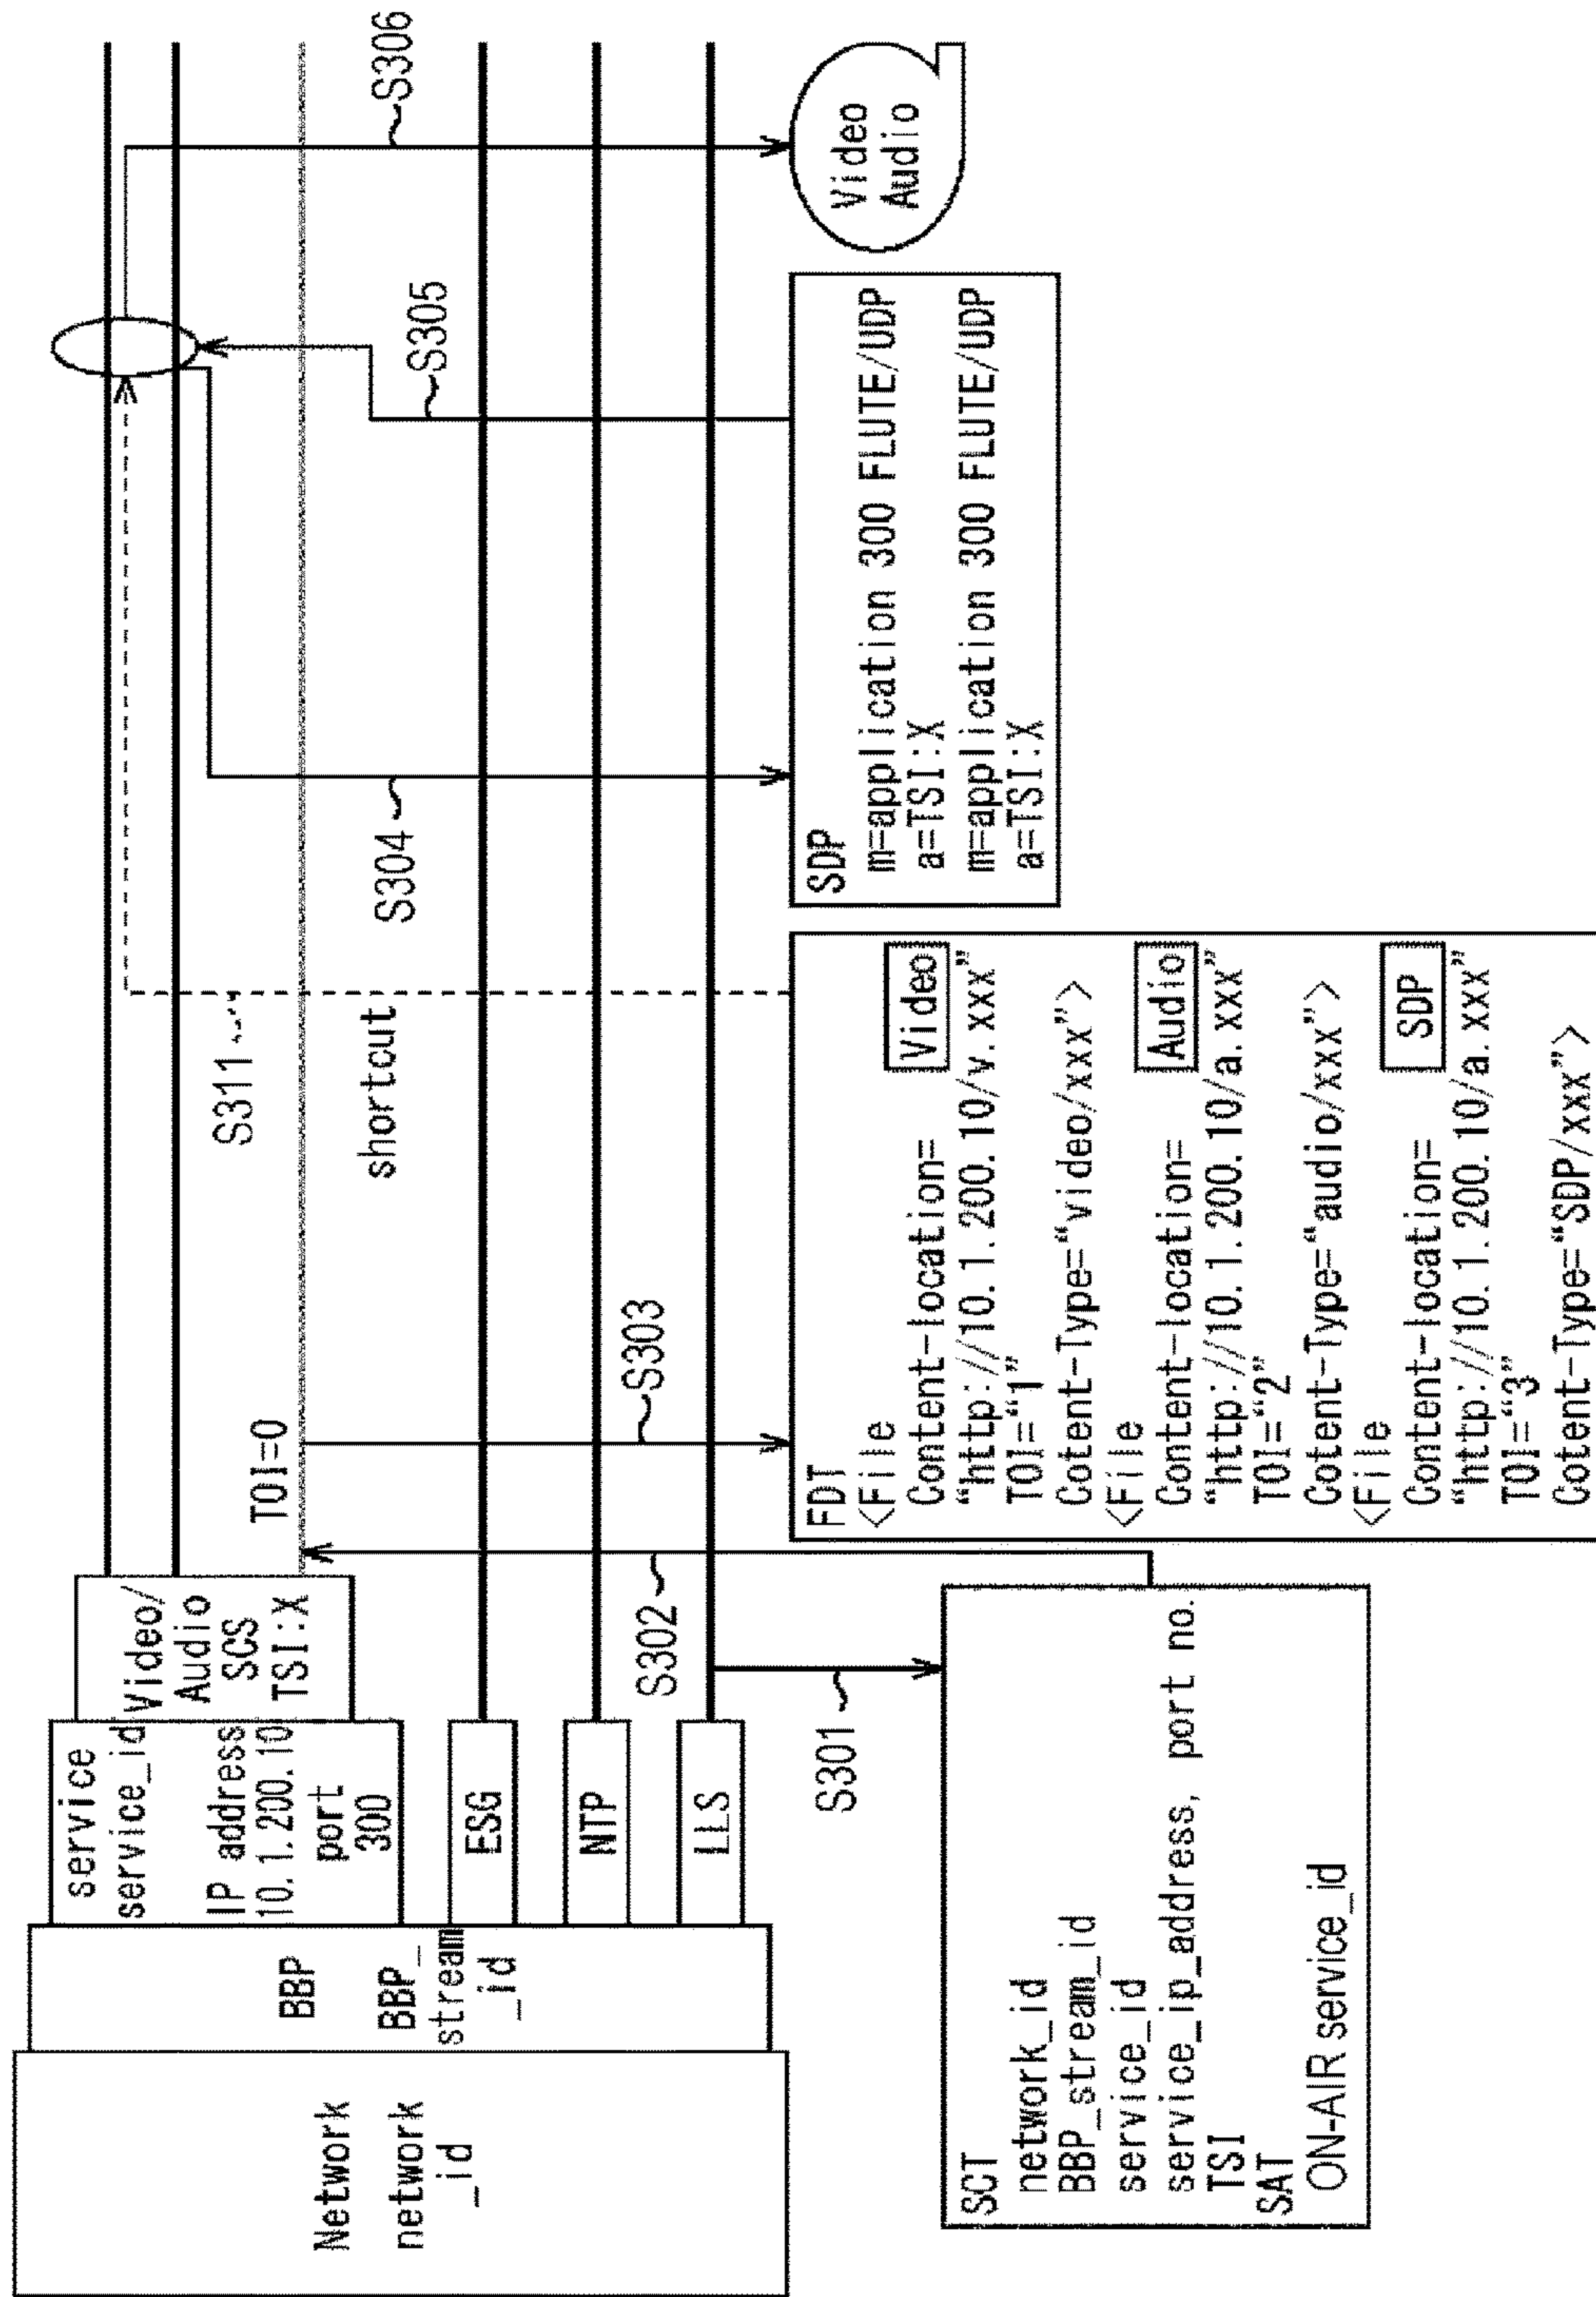 Network
network
_id
BBP
BBP_
stream
_id
service
service_id
IP address
10.1.200.10
port
300
ESG
NTP
LLS
Video/
Audio
SCS
TSI:X
TOI=0
S301
S302
S303
S311
shortcut
S304
S305
S306
SCT
network_id
BBP_stream_id
service_id
service_ip_address, port no.
TSI
SAT
ON-AIR service_id
FDT
<File
Video
Content-location=
“http://10.1.200.10/v.xxx”
TOI=“1”
Cotent-Type=“video/xxx”>
<File
Audio
Content-location=
“http://10.1.200.10/a.xxx”
TOI=“2”
Cotent-Type=“audio/xxx”>
<File
SDP
Content-location=
“http://10.1.200.10/a.xxx”
TOI=“3”
Cotent-Type=“SDP/xxx”>
SDP
m=application 300 FLUTE/UDP
a=TSI:X
m=application 300 FLUTE/UDP
a=TSI:X
Video
Audio